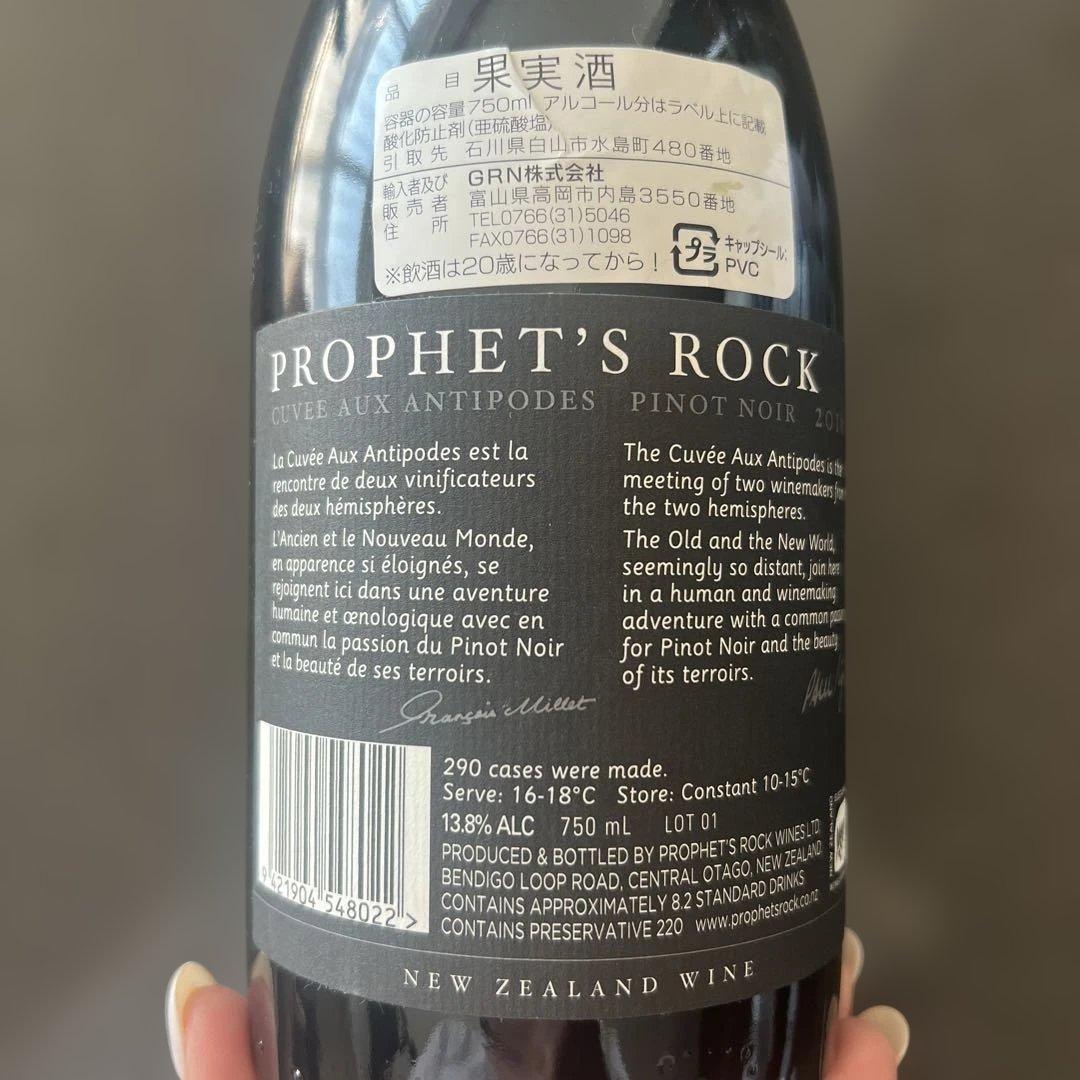 品 目 果実酒
容器の容量 750ml アルコール分はラベル上に記載
酸化防止剤(亜硫酸塩)
引取先 石川県白山市水島町480番地
輸入者及び GRN株式会社
販売者 富山県高岡市内島3550番地
住所 TEL0766(31)5046
FAX0766(31)1098
※飲酒は20歳になってから!
プラ
キャップシール:
PVC
PROPHET'S ROCK
CUVEE AUX ANTIPODES PINOT NOIR
La Cuvée Aux Antipodes est la
rencontre de deux vinificateurs
des deux hémisphères.
L'Ancien et le Nouveau Monde,
en apparence si éloignés, se
rejoignent ici dans une aventure
humaine et œnologique avec en
commun la passion du Pinot Noir
et la beauté de ses terroirs.
François Millet
The Cuvée Aux Antipodes is the
meeting of two winemakers from
the two hemispheres.
The Old and the New World,
seemingly so distant, join here
in a human and winemaking
adventure with a common
for Pinot Noir and the beauty
of its terroirs.
290 cases were made.
Serve: 16-18°C Store: Constant 10-15°C
13.8% ALC 750 mL LOT 01
PRODUCED & BOTTLED BY PROPHET'S ROCK WINES LTD,
BENDIGO LOOP ROAD, CENTRAL OTAGO, NEW ZEALAND.
CONTAINS APPROXIMATELY 8.2 STANDARD DRINKS
CONTAINS PRESERVATIVE 220 www.prophetsrock.co.nz
9 421904 548022 >
NEW ZEALAND WINE